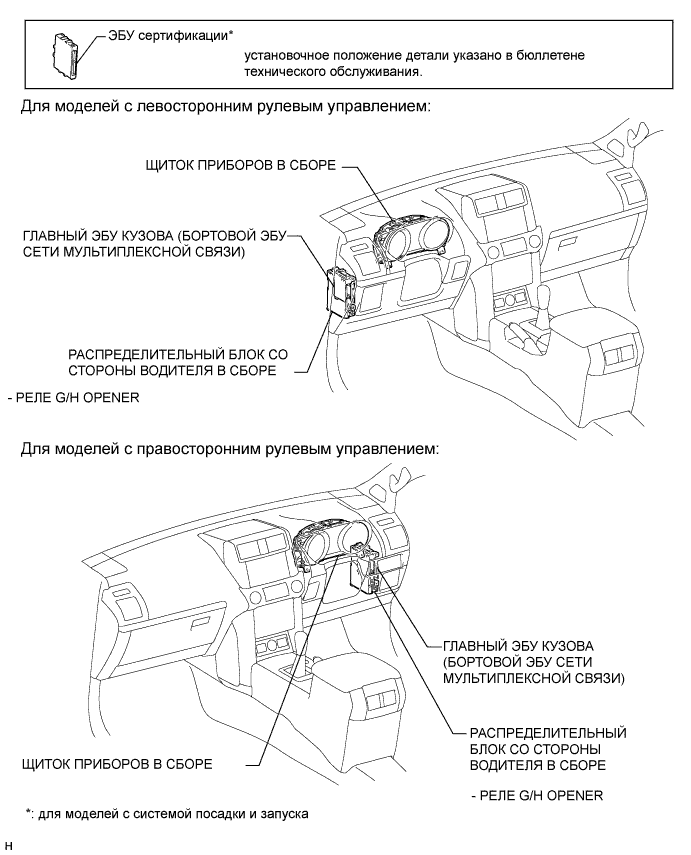 ЭБУ сертификации*
установочное положение детали указано в бюллетене
технического обслуживания.
Для моделей с левосторонним рулевым управлением:
ЩИТОК ПРИБОРОВ В СБОРЕ
ГЛАВНЫЙ ЭБУ КУЗОВА (БОРТОВОЙ ЭБУ
СЕТИ МУЛЬТИПЛЕКСНОЙ СВЯЗИ)
РАСПРЕДЕЛИТЕЛЬНЫЙ БЛОК СО
СТОРОНЫ ВОДИТЕЛЯ В СБОРЕ
- РЕЛЕ G/H OPENER
Для моделей с правосторонним рулевым управлением:
ГЛАВНЫЙ ЭБУ КУЗОВА
(БОРТОВОЙ ЭБУ СЕТИ
МУЛЬТИПЛЕКСНОЙ СВЯЗИ)
РАСПРЕДЕЛИТЕЛЬНЫЙ
БЛОК СО СТОРОНЫ
ВОДИТЕЛЯ В СБОРЕ
ЩИТОК ПРИБОРОВ В СБОРЕ
- РЕЛЕ G/H OPENER
*: для моделей с системой посадки и запуска
H